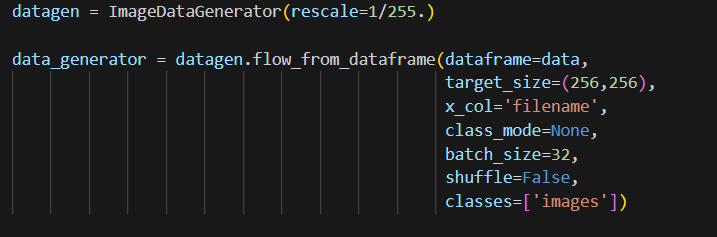 datagen = ImageDataGenerator(rescale=1/255.)
data_generator = datagen.flow_from_dataframe(dataframe=data,
target_size=(256,256),
x_col='filename',
class_mode=None,
batch_size=32,
shuffle=False,
classes=['images'])